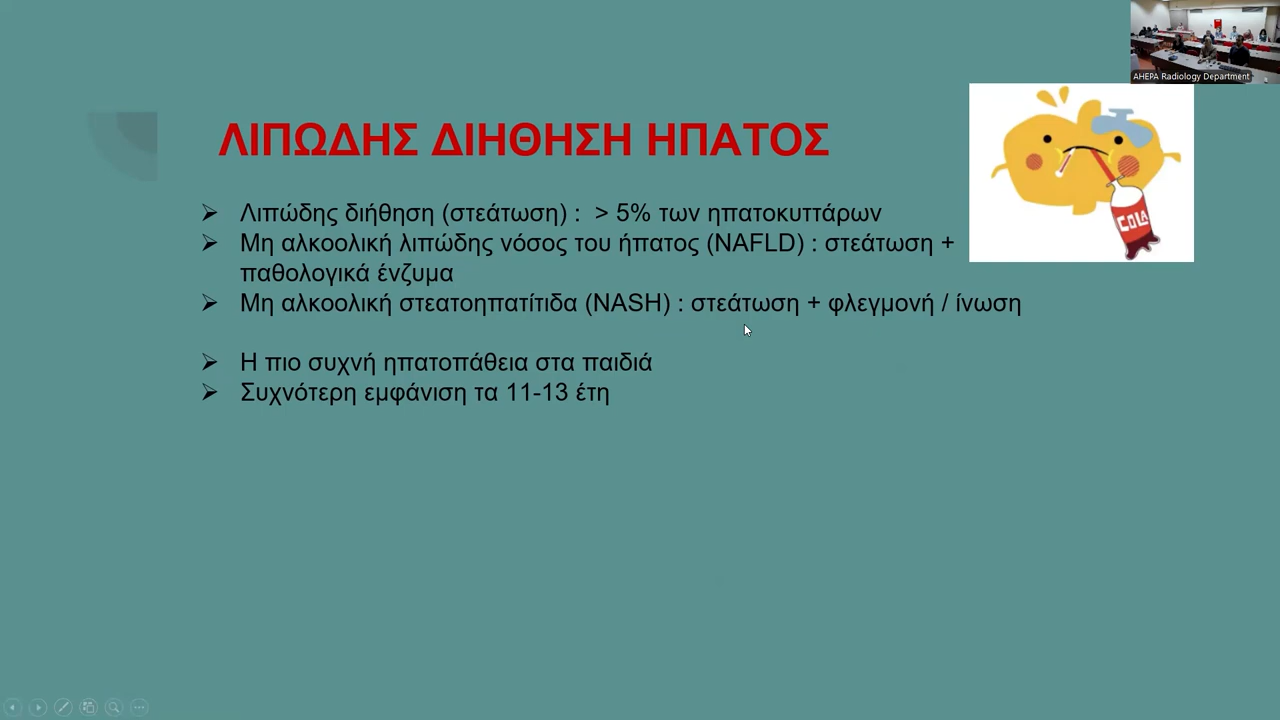 AHEPA Radiology Department
ΛΙΠΩΔΗΣ ΔΙΗΘΗΣΗ ΗΠΑΤΟΣ
COLA
➢ Λιπώδης διήθηση (στεάτωση) : > 5% των ηπατοκυττάρων
➢ Μη αλκοολική λιπώδης νόσος του ήπατος (NAFLD) : στεάτωση +
παθολογικά ένζυμα
➢ Μη αλκοολική στεατοηπατίτιδα (NASH) : στεάτωση + φλεγμονή / ίνωση
➢ Η πιο συχνή ηπατοπάθεια στα παιδιά
➢ Συχνότερη εμφάνιση τα 11-13 έτη